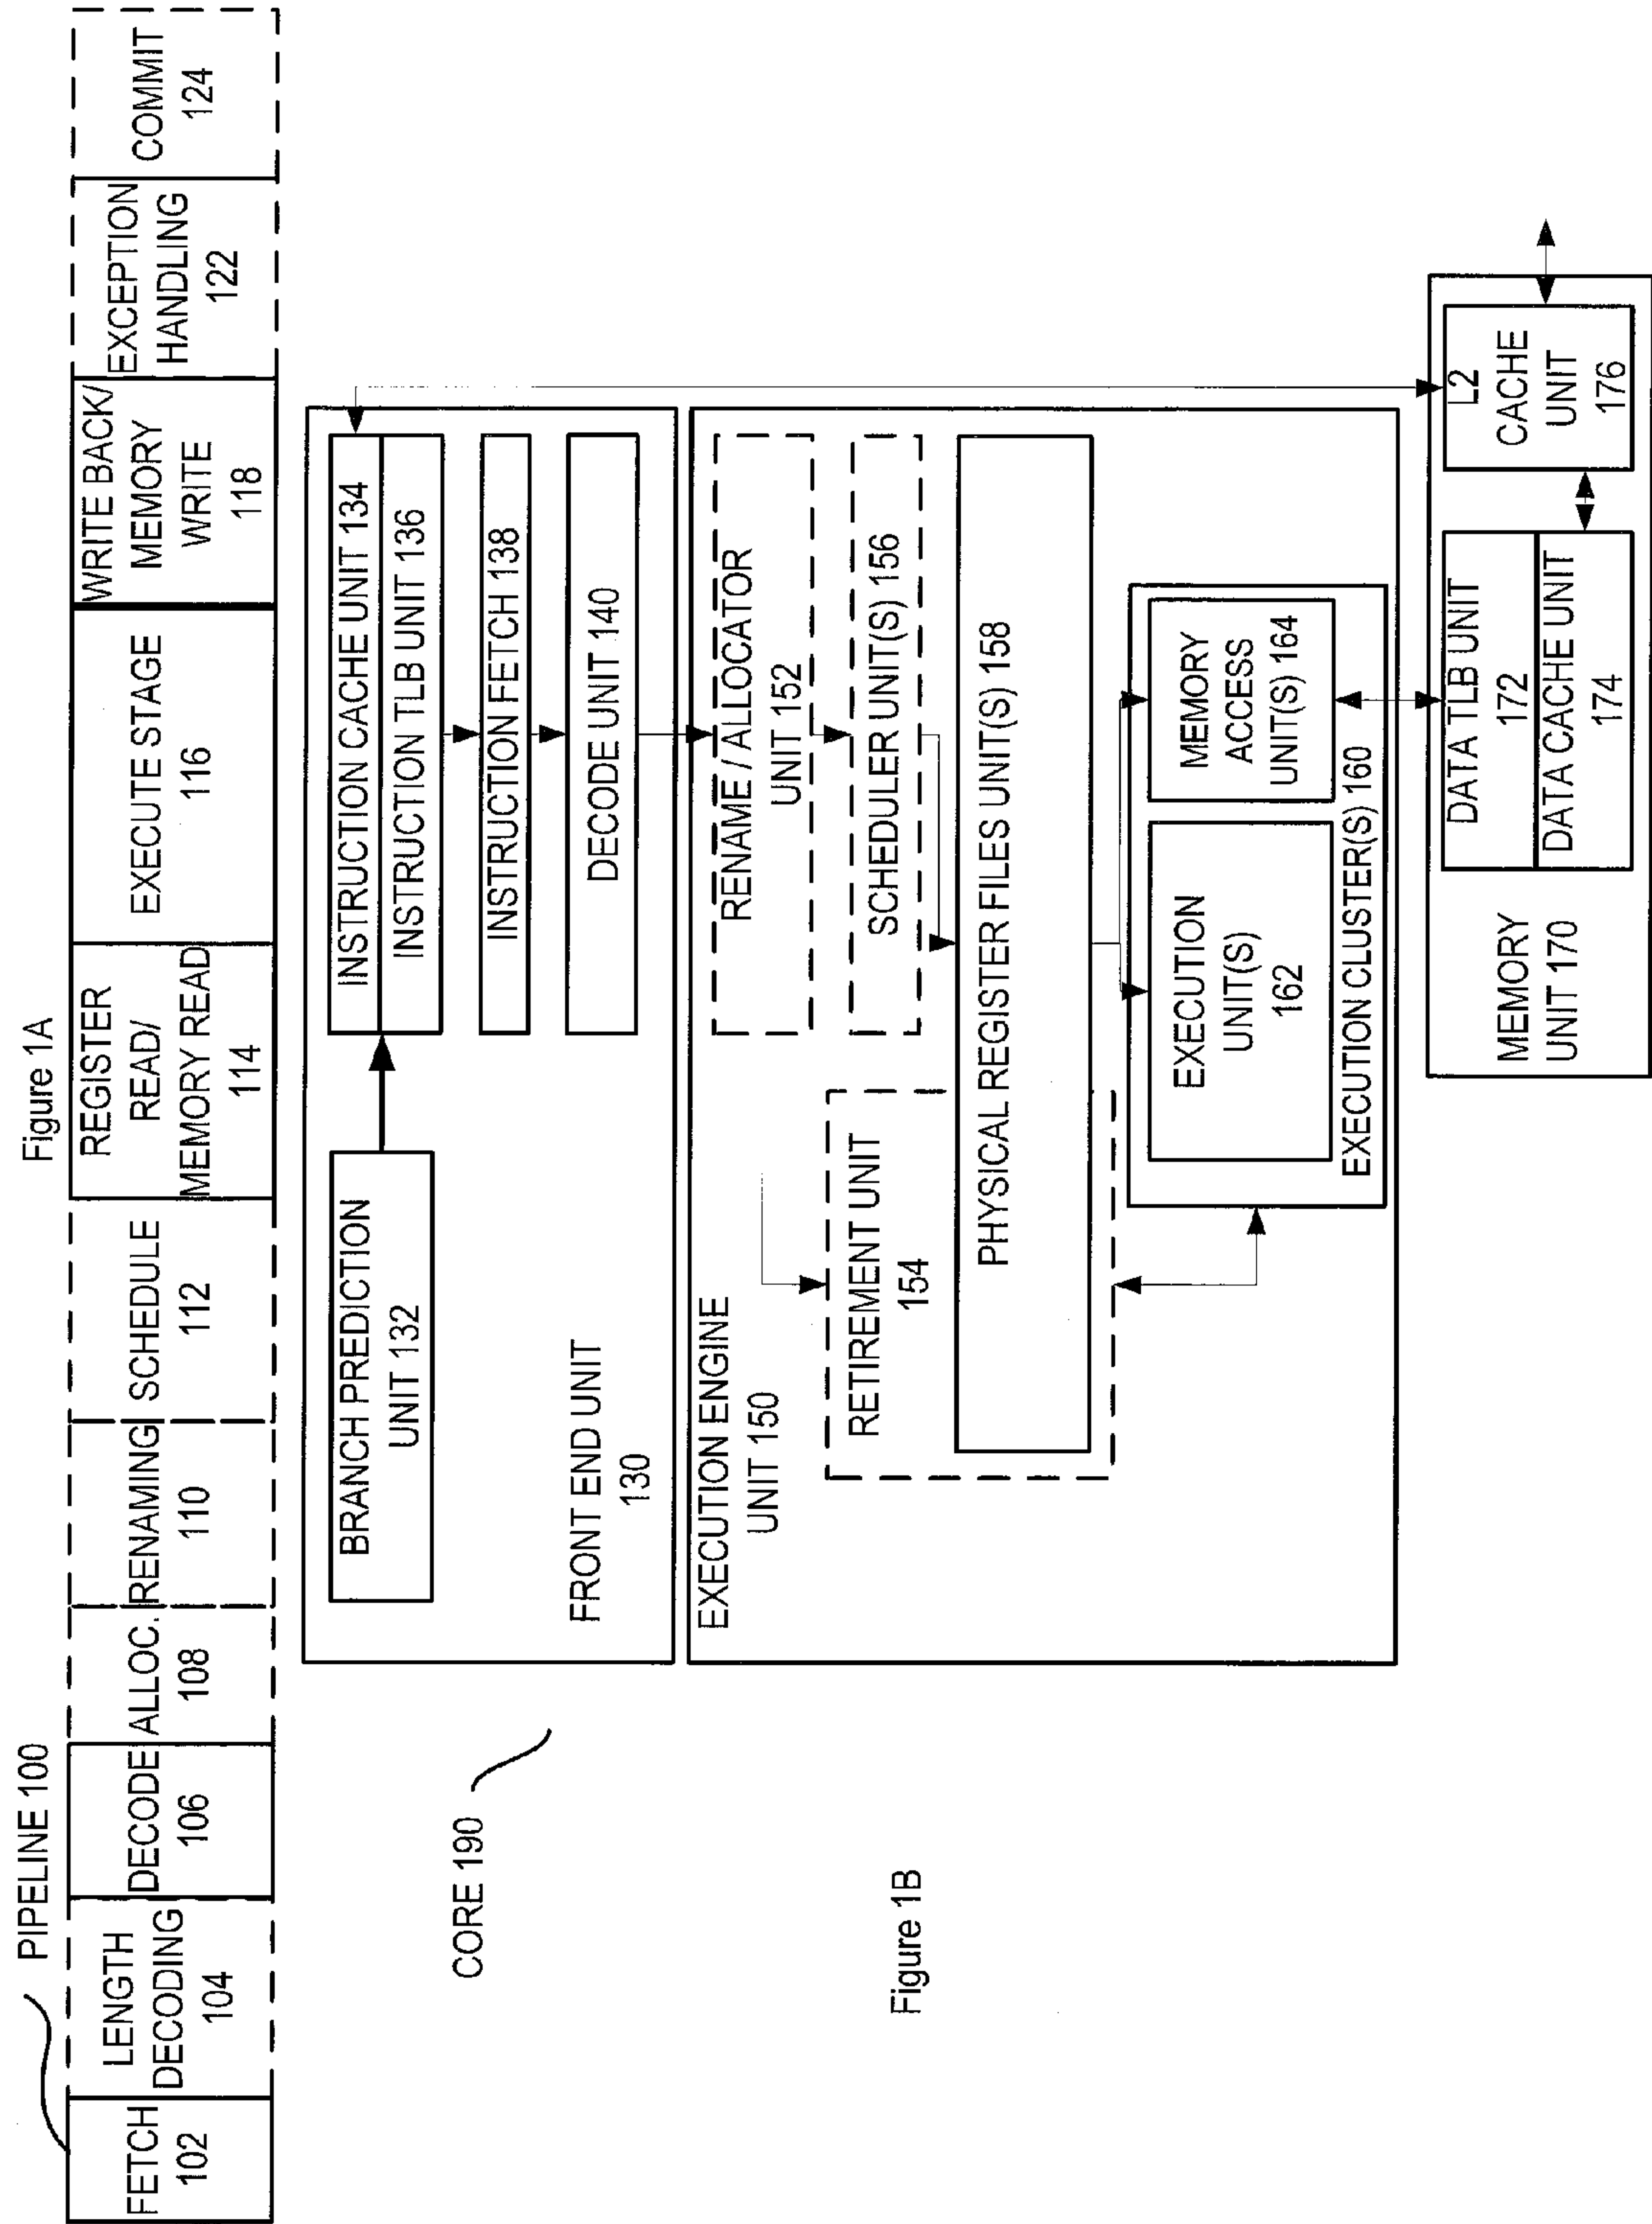 Figure 1A
PIPELINE 100
FETCH
102
LENGTH
DECODING
104
DECODE
106
ALLOC.
108
RENAMING
110
SCHEDULE
112
REGISTER
READ/
MEMORY READ
114
EXECUTE STAGE
116
WRITE BACK/
MEMORY
WRITE
118
EXCEPTION
HANDLING
122
COMMIT
124
CORE 190
BRANCH PREDICTION
UNIT 132
INSTRUCTION CACHE UNIT 134
INSTRUCTION TLB UNIT 136
INSTRUCTION FETCH 138
DECODE UNIT 140
FRONT END UNIT
130
EXECUTION ENGINE
UNIT 150
RENAME / ALLOCATOR
UNIT 152
SCHEDULER UNIT(S) 156
RETIREMENT UNIT
154
PHYSICAL REGISTER FILES UNIT(S) 158
EXECUTION
UNIT(S)
162
MEMORY
ACCESS
UNIT(S) 164
EXECUTION CLUSTER(S) 160
MEMORY
UNIT 170
DATA TLB UNIT
172
DATA CACHE UNIT
174
L2
CACHE
UNIT
176
Figure 1B